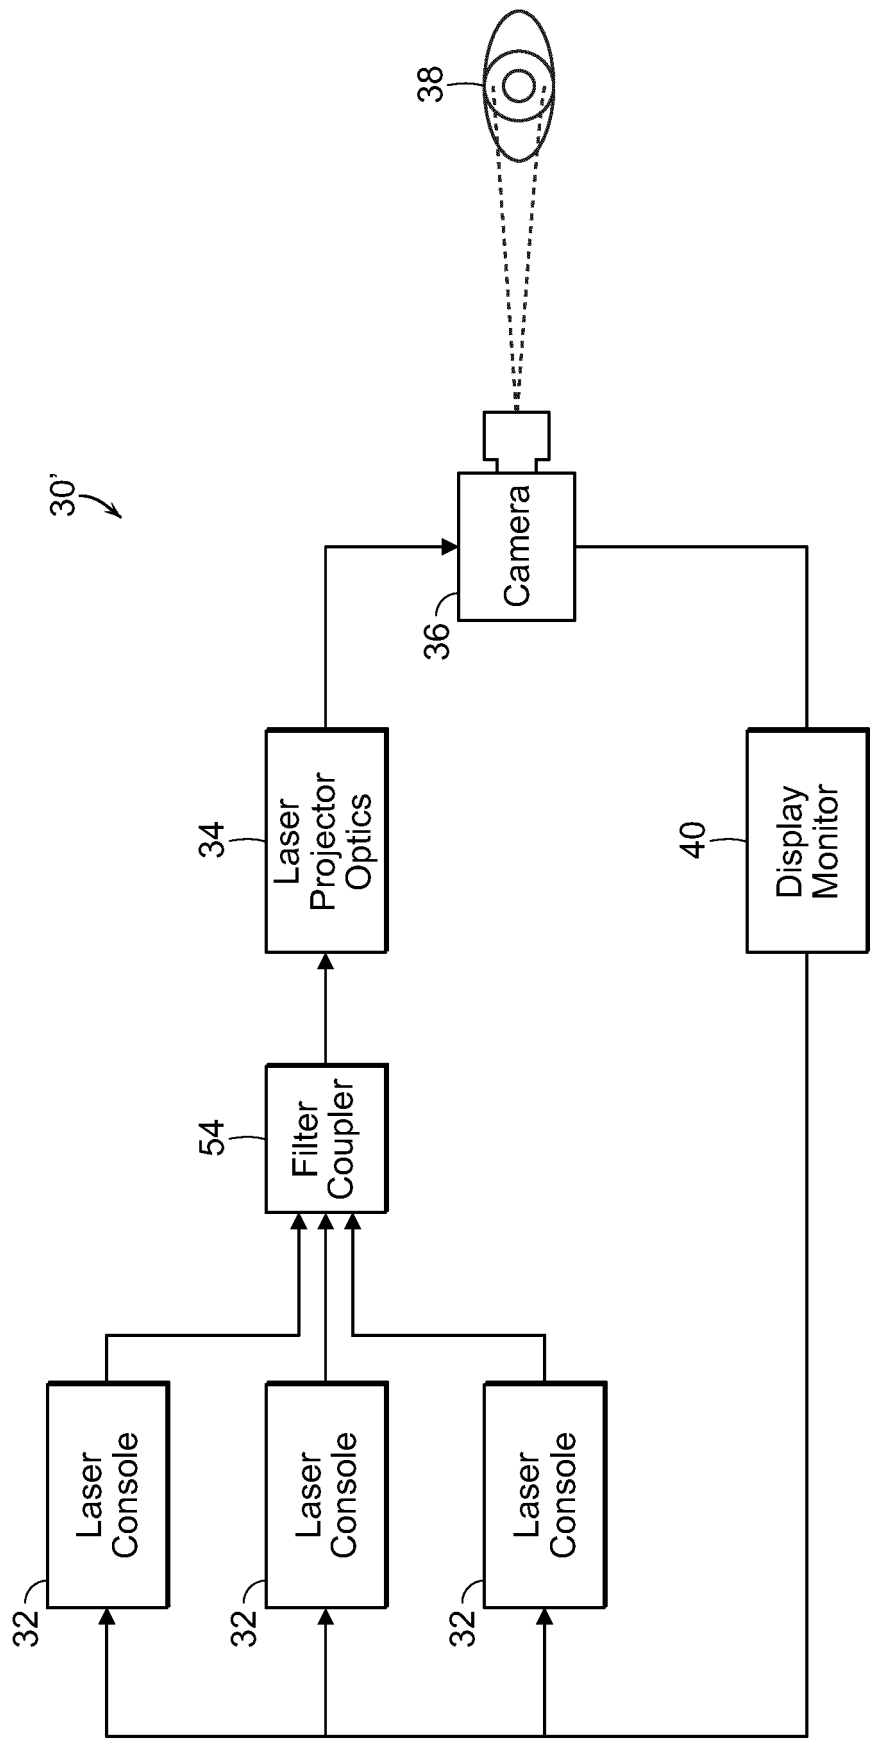 30’
32
Laser
Console
32
Laser
Console
32
Laser
Console
54
Filter
Coupler
34
Laser
Projector
Optics
36
Camera
38
40
Display
Monitor